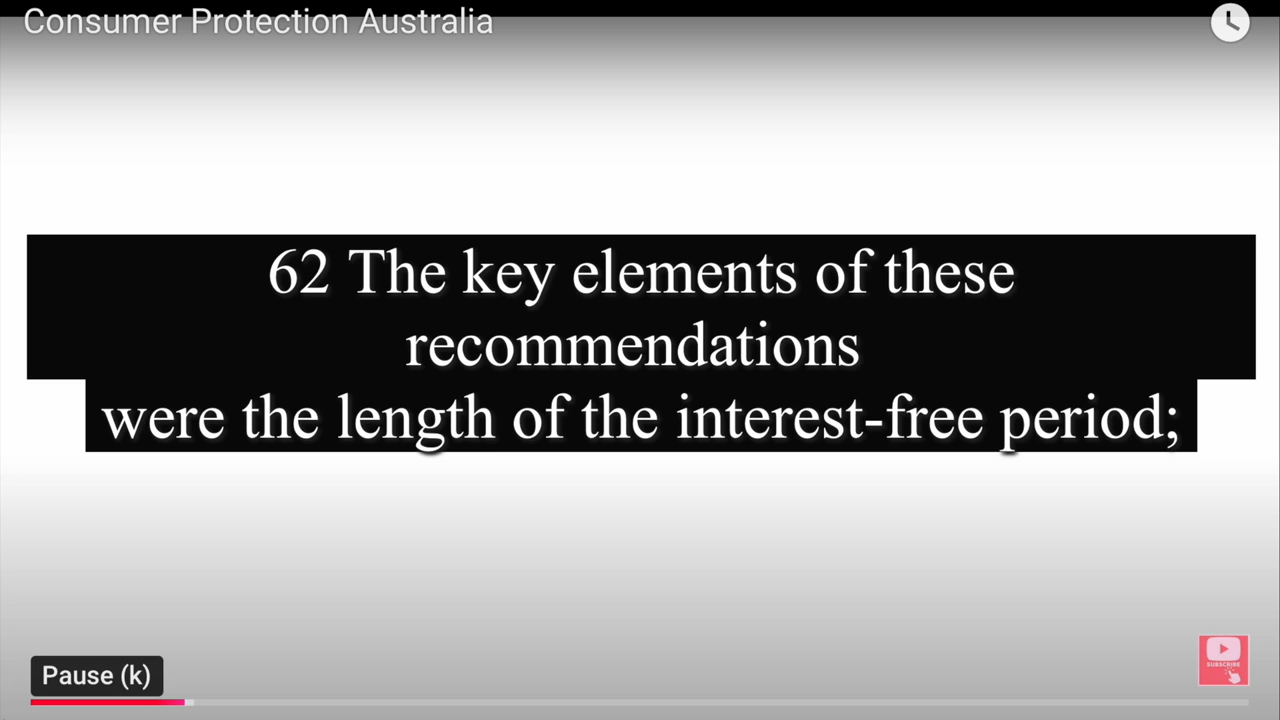 Consumer Protection Australia
62 The key elements of these
recommendations
were the length of the interest-free period;
SUBSCRIBE
Pause (k)